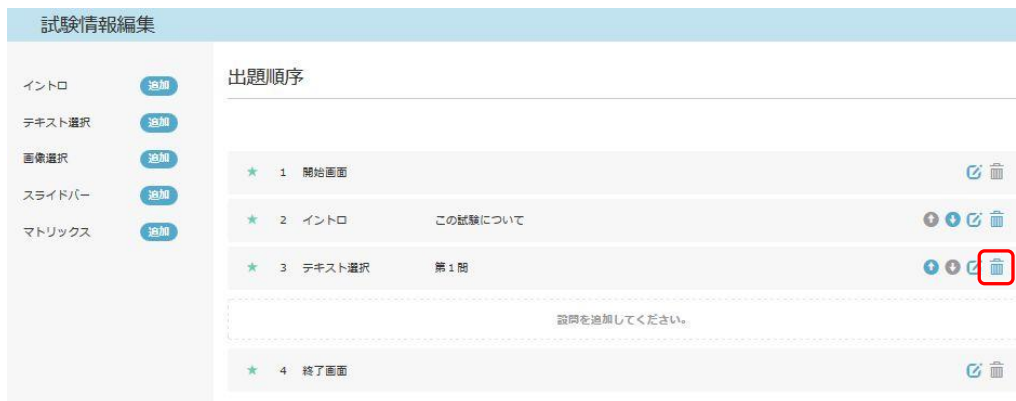 試験情報編集
イントロ 追加
テキスト選択 追加
画像選択 追加
スライドバー 追加
マトリックス 追加
出題順序
★ 1 開始画面
★ 2 イントロ この試験について
★ 3 テキスト選択 第１問
設問を追加してください。
★ 4 終了画面